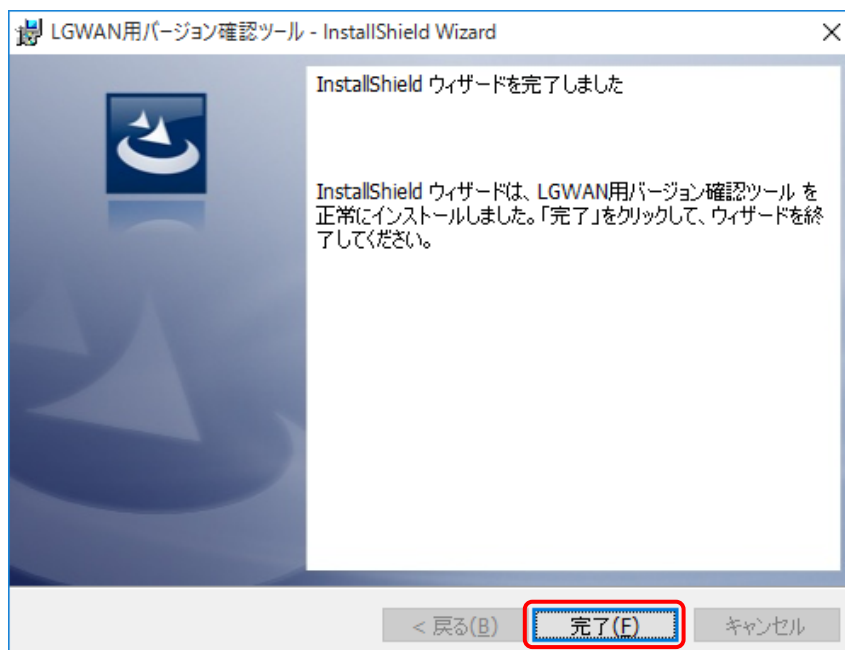 LGWAN用バージョン確認ツール - InstallShield Wizard
InstallShield ウィザードを完了しました
InstallShield ウィザードは、LGWAN用バージョン確認ツール を
正常にインストールしました。「完了」をクリックして、ウィザードを終
了してください。
< 戻る(B) 完了(F) キャンセル